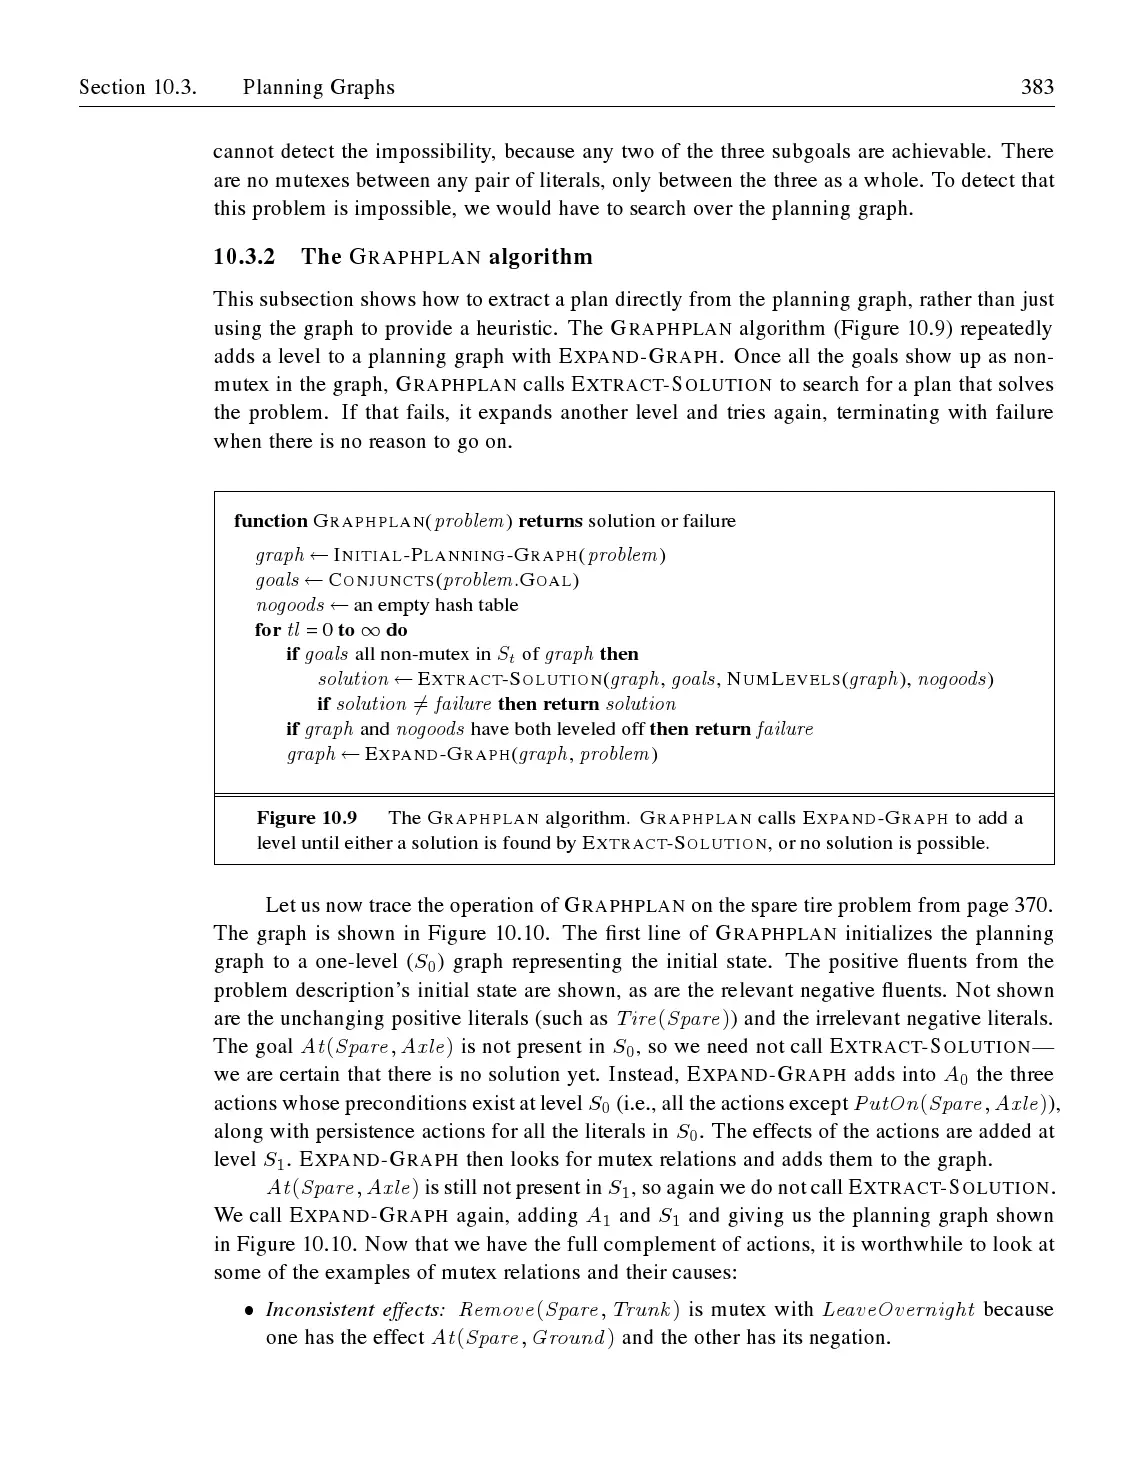 Section 10.3. Planning Graphs 383
cannot detect the impossibility, because any two of the three subgoals are achievable. There
are no mutexes between any pair of literals, only between the three as a whole. To detect that
this problem is impossible, we would have to search over the planning graph.
10.3.2 The GRAPHPLAN algorithm
This subsection shows how to extract a plan directly from the planning graph, rather than just
using the graph to provide a heuristic. The GRAPHPLAN algorithm (Figure 10.9) repeatedly
adds a level to a planning graph with EXPAND-GRAPH. Once all the goals show up as non-
mutex in the graph, GRAPHPLAN calls EXTRACT-SOLUTION to search for a plan that solves
the problem. If that fails, it expands another level and tries again, terminating with failure
when there is no reason to go on.
function GRAPHPLAN(problem) returns solution or failure
graph ← INITIAL-PLANNING-GRAPH(problem)
goals ← CONJUNCTS(problem.GOAL)
nogoods ← an empty hash table
for tl = 0 to ∞ do
if goals all non-mutex in St of graph then
solution ← EXTRACT-SOLUTION(graph, goals, NUMLEVELS(graph), nogoods)
if solution ≠ failure then return solution
if graph and nogoods have both leveled off then return failure
graph ← EXPAND-GRAPH(graph, problem)
Figure 10.9 The GRAPHPLAN algorithm. GRAPHPLAN calls EXPAND-GRAPH to add a
level until either a solution is found by EXTRACT-SOLUTION, or no solution is possible.
Let us now trace the operation of GRAPHPLAN on the spare tire problem from page 370.
The graph is shown in Figure 10.10. The first line of GRAPHPLAN initializes the planning
graph to a one-level (S0) graph representing the initial state. The positive fluents from the
problem description's initial state are shown, as are the relevant negative fluents. Not shown
are the unchanging positive literals (such as Tire(Spare)) and the irrelevant negative literals.
The goal At(Spare, Axle) is not present in S0, so we need not call EXTRACT-SOLUTION—
we are certain that there is no solution yet. Instead, EXPAND-GRAPH adds into A0 the three
actions whose preconditions exist at level S0 (i.e., all the actions except PutOn(Spare, Axle)),
along with persistence actions for all the literals in S0. The effects of the actions are added at
level S1. EXPAND-GRAPH then looks for mutex relations and adds them to the graph.
At(Spare, Axle) is still not present in S1, so again we do not call EXTRACT-SOLUTION.
We call EXPAND-GRAPH again, adding A1 and S1 and giving us the planning graph shown
in Figure 10.10. Now that we have the full complement of actions, it is worthwhile to look at
some of the examples of mutex relations and their causes:
• Inconsistent effects: Remove(Spare, Trunk) is mutex with LeaveOvernight because
one has the effect At(Spare, Ground) and the other has its negation.